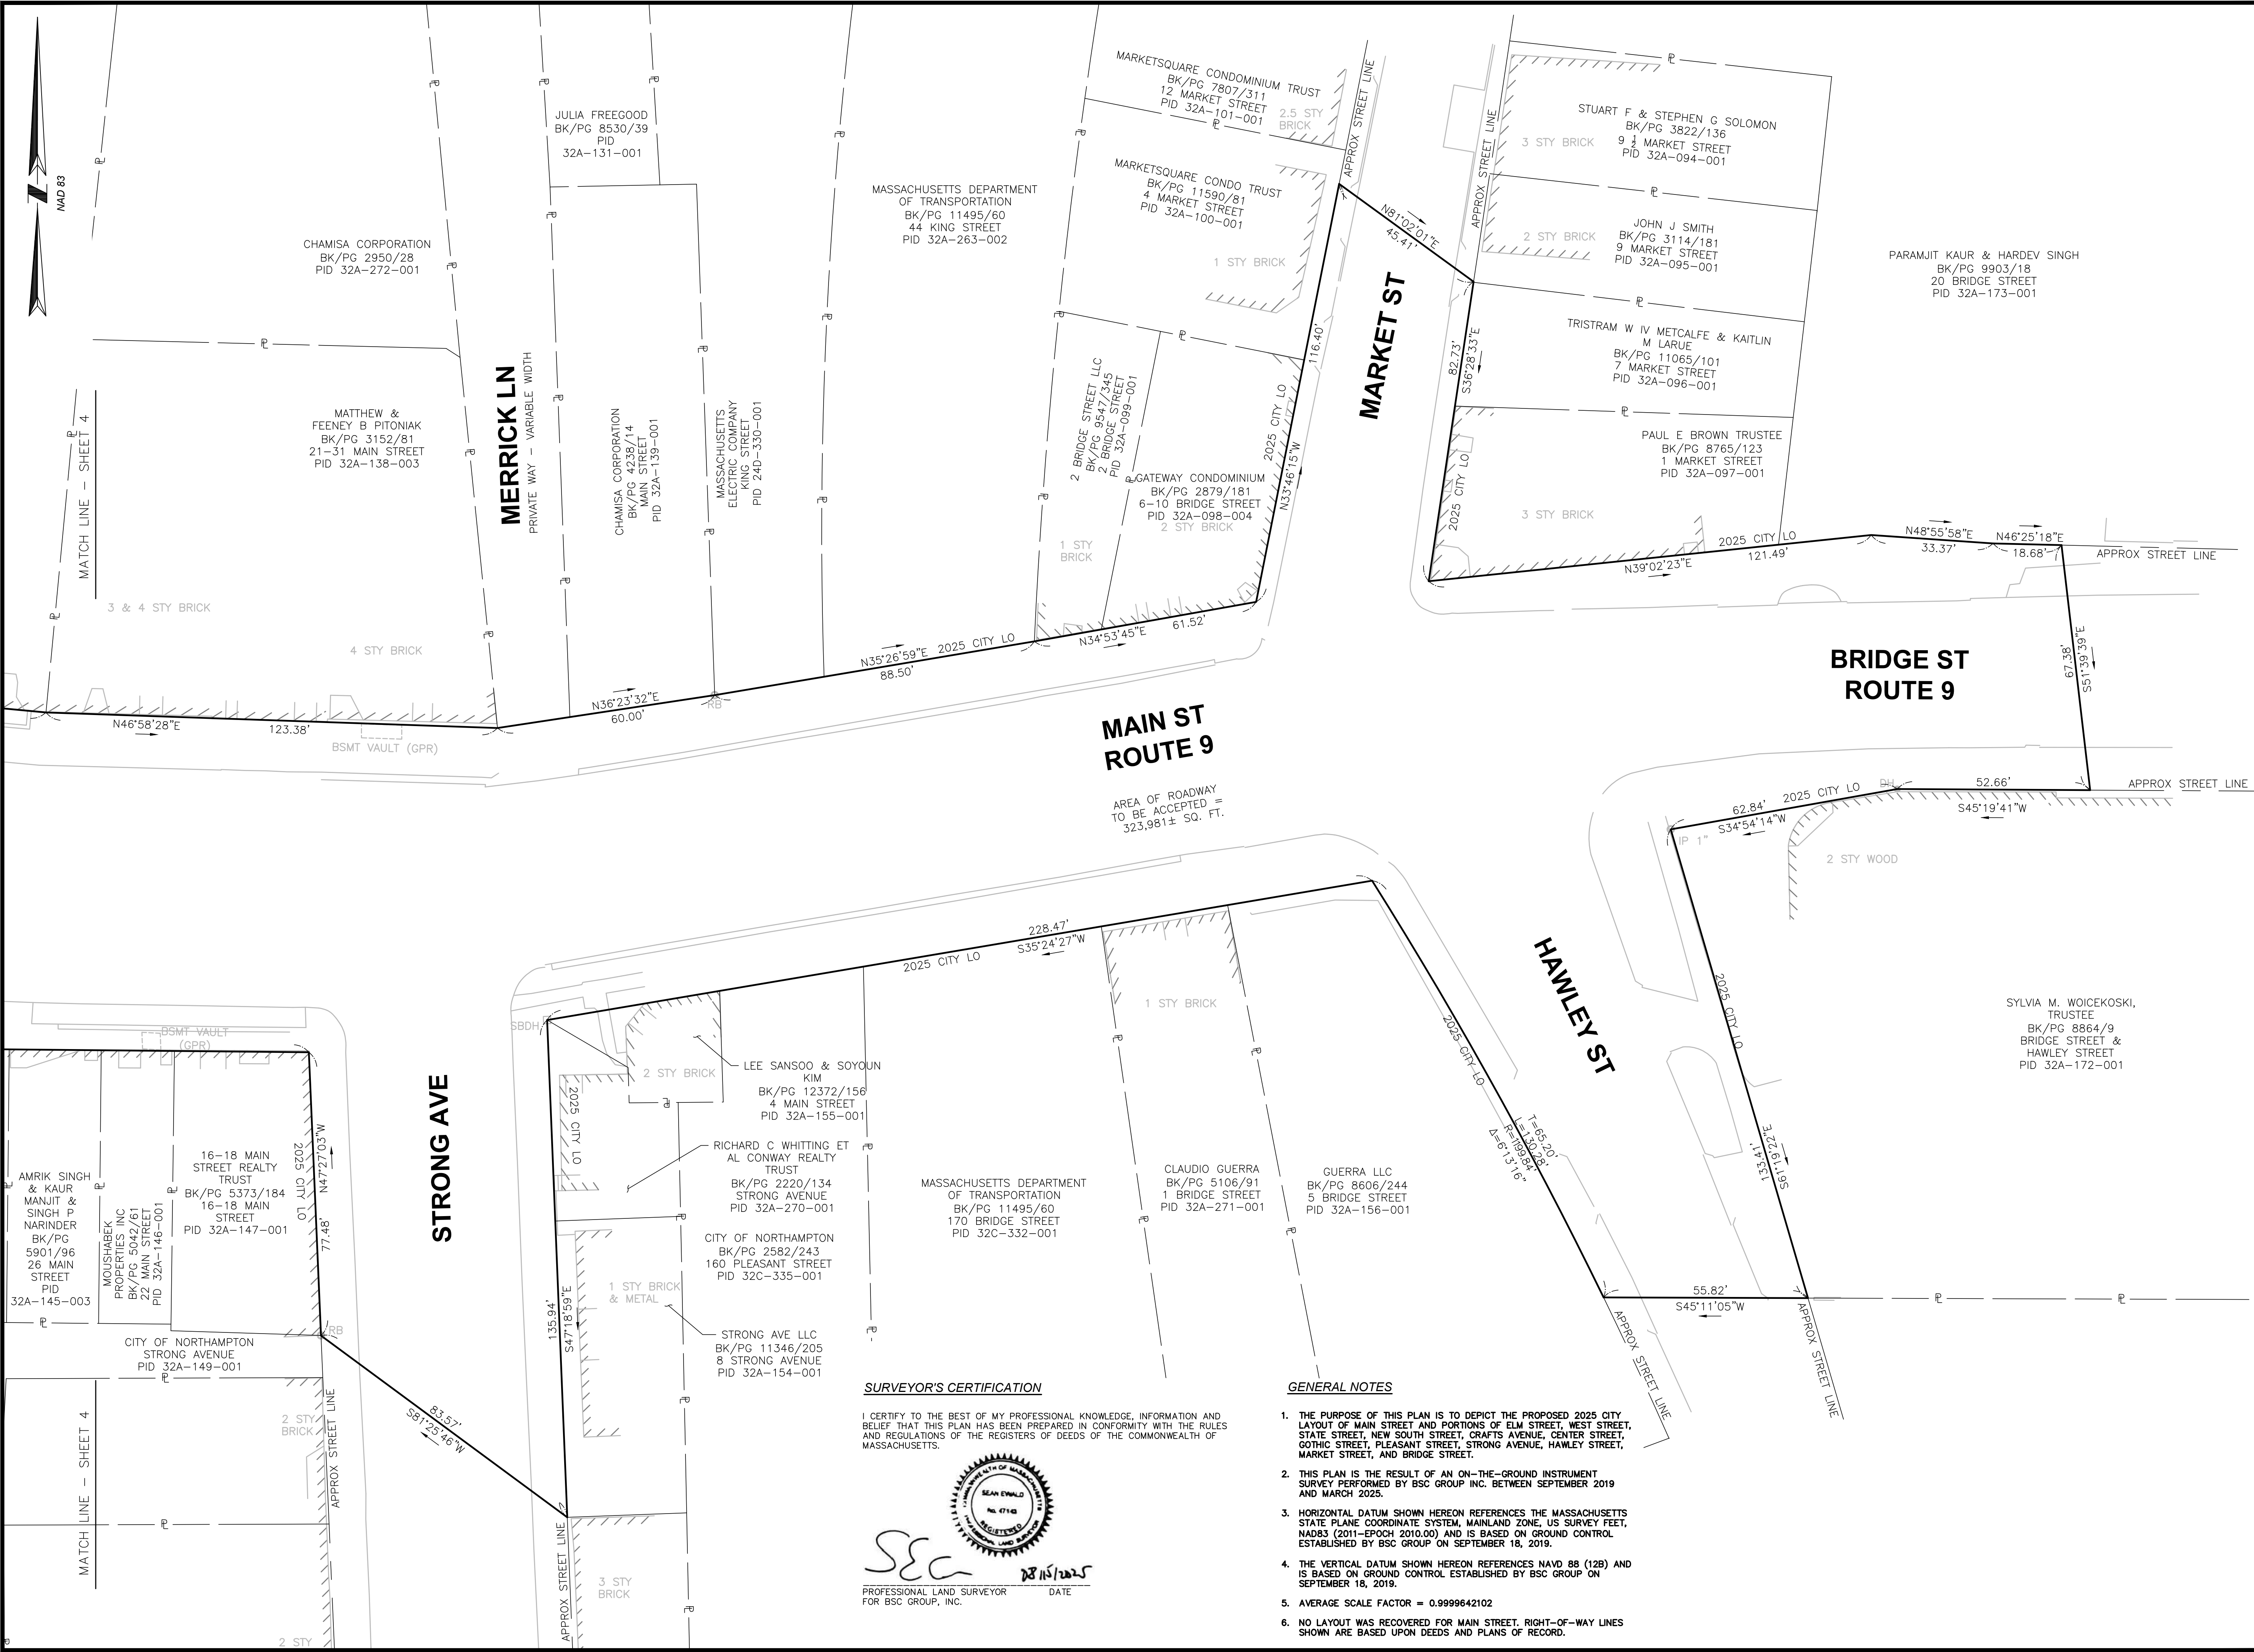 NAD 83
MATCH LINE – SHEET 4
CHAMISA CORPORATION
BK/PG 2950/28
PID 32A–272–001
MATTHEW &
FEENEY B PITONIAK
BK/PG 3152/81
21–31 MAIN STREET
PID 32A–138–003
3 & 4 STY BRICK
4 STY BRICK
MERRICK LN
PRIVATE WAY – VARIABLE WIDTH
JULIA FREEGOOD
BK/PG 8530/39
PID
32A–131–001
CHAMISA CORPORATION
BK/PG 4238/14
MAIN STREET
PID 32A–139–001
MASSACHUSETTS
ELECTRIC COMPANY
KING STREET
PID 24D–330–001
MASSACHUSETTS DEPARTMENT
OF TRANSPORTATION
BK/PG 11495/60
44 KING STREET
PID 32A–263–002
MARKETSQUARE CONDOMINIUM TRUST
BK/PG 7807/311
12 MARKET STREET
PID 32A–101–001
2.5 STY
BRICK
MARKETSQUARE CONDO TRUST
BK/PG 11590/81
4 MARKET STREET
PID 32A–100–001
1 STY BRICK
2 BRIDGE STREET LLC
BK/PG 9547/345
2 BRIDGE STREET
PID 32A–099–001
GATEWAY CONDOMINIUM
BK/PG 2879/181
6–10 BRIDGE STREET
PID 32A–098–004
2 STY BRICK
1 STY
BRICK
APPROX STREET LINE
116.40'
2025 CITY LO
N33°46'15"W
MARKET ST
N81°02'01"E
45.41'
APPROX STREET LINE
APPROX STREET LINE
82.73'
S36°28'33"E
2025 CITY LO
STUART F & STEPHEN G SOLOMON
BK/PG 3822/136
9 1/2 MARKET STREET
PID 32A–094–001
3 STY BRICK
JOHN J SMITH
BK/PG 3114/181
9 MARKET STREET
PID 32A–095–001
2 STY BRICK
TRISTRAM W IV METCALFE & KAITLIN
M LARUE
BK/PG 11065/101
7 MARKET STREET
PID 32A–096–001
PAUL E BROWN TRUSTEE
BK/PG 8765/123
1 MARKET STREET
PID 32A–097–001
3 STY BRICK
PARAMJIT KAUR & HARDEV SINGH
BK/PG 9903/18
20 BRIDGE STREET
PID 32A–173–001
N39°02'23"E
121.49'
2025 CITY LO
N48°55'58"E
33.37'
N46°25'18"E
18.68'
APPROX STREET LINE
67.38'
S51°39'39"E
BRIDGE ST
ROUTE 9
N46°58'28"E
123.38'
BSMT VAULT (GPR)
N36°23'32"E
60.00'
RB
N35°26'59"E
88.50'
2025 CITY LO
N34°53'45"E
61.52'
MAIN ST
ROUTE 9
AREA OF ROADWAY
TO BE ACCEPTED =
323,981± SQ. FT.
DH
52.66'
S45°19'41"W
APPROX STREET LINE
62.84'
S34°54'14"W
2025 CITY LO
IP 1"
2 STY WOOD
HAWLEY ST
2025 CITY LO
133.41'
S61°19'22"E
SYLVIA M. WOICEKOSKI,
TRUSTEE
BK/PG 8864/9
BRIDGE STREET &
HAWLEY STREET
PID 32A–172–001
228.47'
S35°24'27"W
2025 CITY LO
2025 CITY LO
T=65.20'
L=130.28'
R=1199.84'
Δ=6°13'16"
55.82'
S45°11'05"W
APPROX STREET LINE
APPROX STREET LINE
BSMT VAULT
(GPR)
AMRIK SINGH
& KAUR
MANJIT &
SINGH P
NARINDER
BK/PG
5901/96
26 MAIN
STREET
PID
32A–145–003
MOUSHABEK
PROPERTIES INC
BK/PG 5042/61
22 MAIN STREET
PID 32A–146–001
16–18 MAIN
STREET REALTY
TRUST
BK/PG 5373/184
16–18 MAIN
STREET
PID 32A–147–001
2025 CITY LO
N47°27'03"W
77.48'
RB
CITY OF NORTHAMPTON
STRONG AVENUE
PID 32A–149–001
MATCH LINE – SHEET 4
2 STY
BRICK
APPROX STREET LINE
2 STY
STRONG AVE
83.57'
S81°25'46"W
SBDH
2025 CITY LO
135.94'
S47°18'59"E
APPROX STREET LINE
2 STY BRICK
LEE SANSOO & SOYOUN
KIM
BK/PG 12372/156
4 MAIN STREET
PID 32A–155–001
RICHARD C WHITTING ET
AL CONWAY REALTY
TRUST
BK/PG 2220/134
STRONG AVENUE
PID 32A–270–001
CITY OF NORTHAMPTON
BK/PG 2582/243
160 PLEASANT STREET
PID 32C–335–001
1 STY BRICK
& METAL
STRONG AVE LLC
BK/PG 11346/205
8 STRONG AVENUE
PID 32A–154–001
3 STY
BRICK
MASSACHUSETTS DEPARTMENT
OF TRANSPORTATION
BK/PG 11495/60
170 BRIDGE STREET
PID 32C–332–001
1 STY BRICK
CLAUDIO GUERRA
BK/PG 5106/91
1 BRIDGE STREET
PID 32A–271–001
GUERRA LLC
BK/PG 8606/244
5 BRIDGE STREET
PID 32A–156–001
SURVEYOR'S CERTIFICATION
I CERTIFY TO THE BEST OF MY PROFESSIONAL KNOWLEDGE, INFORMATION AND
BELIEF THAT THIS PLAN HAS BEEN PREPARED IN CONFORMITY WITH THE RULES
AND REGULATIONS OF THE REGISTERS OF DEEDS OF THE COMMONWEALTH OF
MASSACHUSETTS.
COMMONWEALTH OF MASSACHUSETTS
SEAN EWALD
No. 47143
REGISTERED
PROFESSIONAL LAND SURVEYOR
08/15/2025
PROFESSIONAL LAND SURVEYOR DATE
FOR BSC GROUP, INC.
GENERAL NOTES
1. THE PURPOSE OF THIS PLAN IS TO DEPICT THE PROPOSED 2025 CITY
LAYOUT OF MAIN STREET AND PORTIONS OF ELM STREET, WEST STREET,
STATE STREET, NEW SOUTH STREET, CRAFTS AVENUE, CENTER STREET,
GOTHIC STREET, PLEASANT STREET, STRONG AVENUE, HAWLEY STREET,
MARKET STREET, AND BRIDGE STREET.
2. THIS PLAN IS THE RESULT OF AN ON–THE–GROUND INSTRUMENT
SURVEY PERFORMED BY BSC GROUP INC. BETWEEN SEPTEMBER 2019
AND MARCH 2025.
3. HORIZONTAL DATUM SHOWN HEREON REFERENCES THE MASSACHUSETTS
STATE PLANE COORDINATE SYSTEM, MAINLAND ZONE, US SURVEY FEET,
NAD83 (2011–EPOCH 2010.00) AND IS BASED ON GROUND CONTROL
ESTABLISHED BY BSC GROUP ON SEPTEMBER 18, 2019.
4. THE VERTICAL DATUM SHOWN HEREON REFERENCES NAVD 88 (12B) AND
IS BASED ON GROUND CONTROL ESTABLISHED BY BSC GROUP ON
SEPTEMBER 18, 2019.
5. AVERAGE SCALE FACTOR = 0.9999642102
6. NO LAYOUT WAS RECOVERED FOR MAIN STREET. RIGHT–OF–WAY LINES
SHOWN ARE BASED UPON DEEDS AND PLANS OF RECORD.